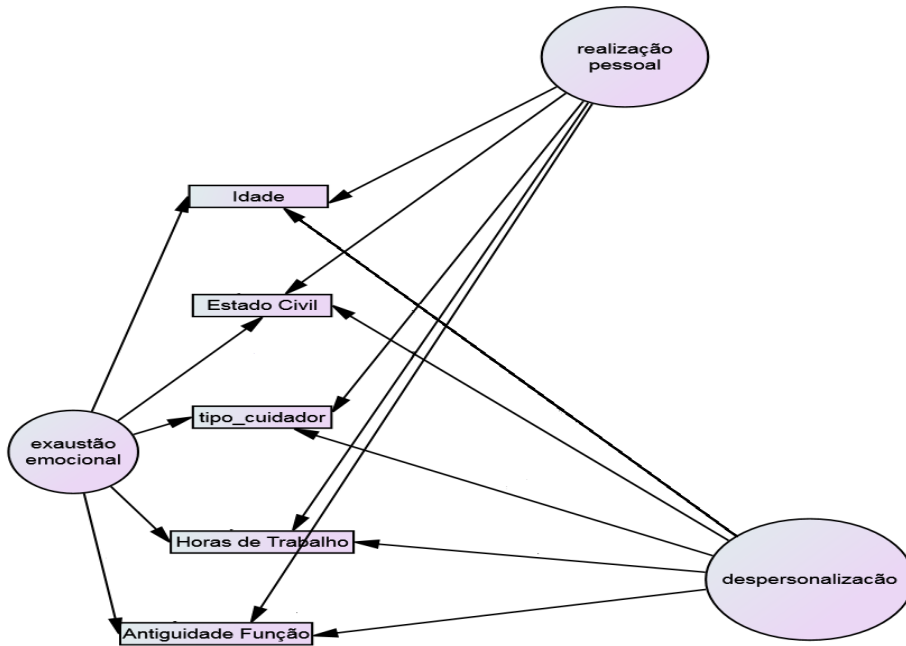 realização
pessoal
Idade
Estado Civil
tipo_cuidador
exaustão
emocional
Horas de Trabalho
despersonalizacão
Antiguidade Função